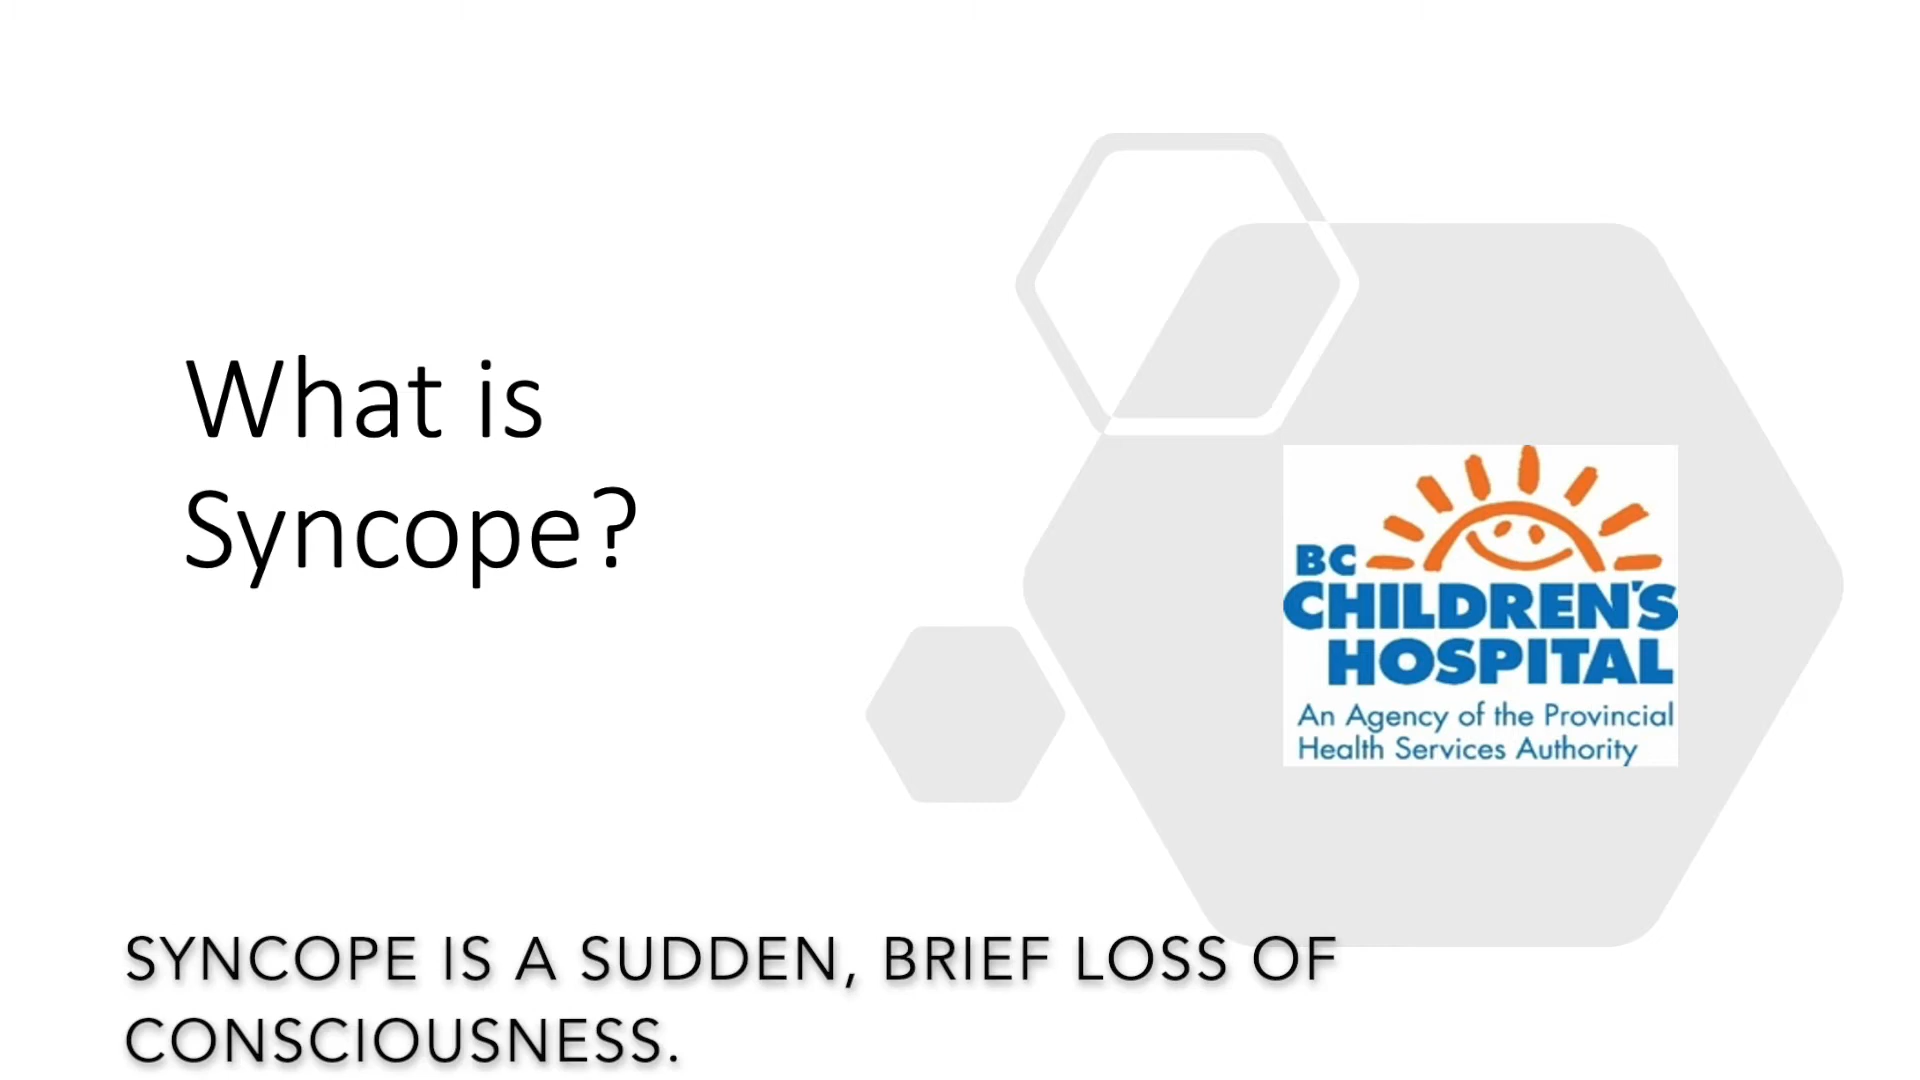 What is
Syncope?
BC
CHILDREN'S
HOSPITAL
An Agency of the Provincial
Health Services Authority
SYNCOPE IS A SUDDEN, BRIEF LOSS OF
CONSCIOUSNESS.